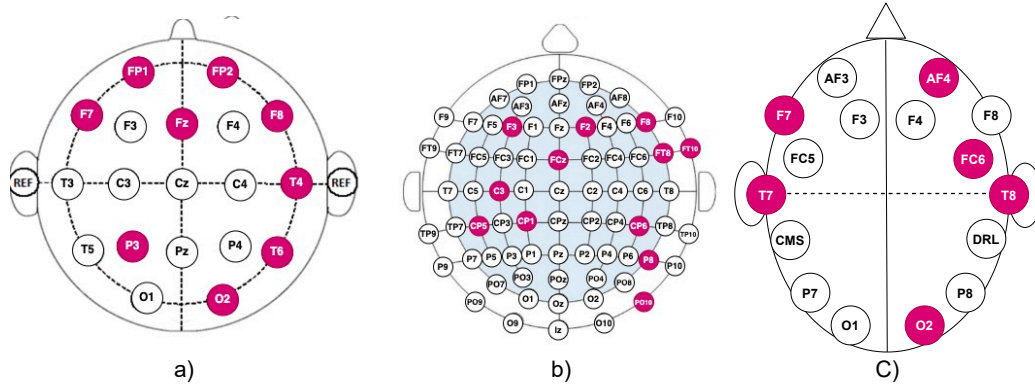 FP1 FP2
F7 F3 Fz F4 F8
REF T3 C3 Cz C4 T4 REF
T5 P3 Pz P4 T6
O1 O2
a)
FP1 FPz FP2
AF7 AF3 AFz AF4 AF8
F9 F7 F5 F3 F1 Fz F2 F4 F6 F8 F10
FT9 FT7 FC5 FC3 FC1 FCz FC2 FC4 FC6 FT8 FT10
T7 C5 C3 C1 Cz C2 C4 C6 T8
TP9 TP7 CP5 CP3 CP1 CPz CP2 CP4 CP6 TP8 TP10
P9 P7 P5 P3 P1 Pz P2 P4 P6 P8 P10
PO9 PO7 PO3 POz PO4 PO8 PO10
O9 O1 Oz O2 O10
Iz
b)
AF3 AF4
F7 F3 F4 F8
FC5 FC6
T7 T8
CMS DRL
P7 P8
O1 O2
C)